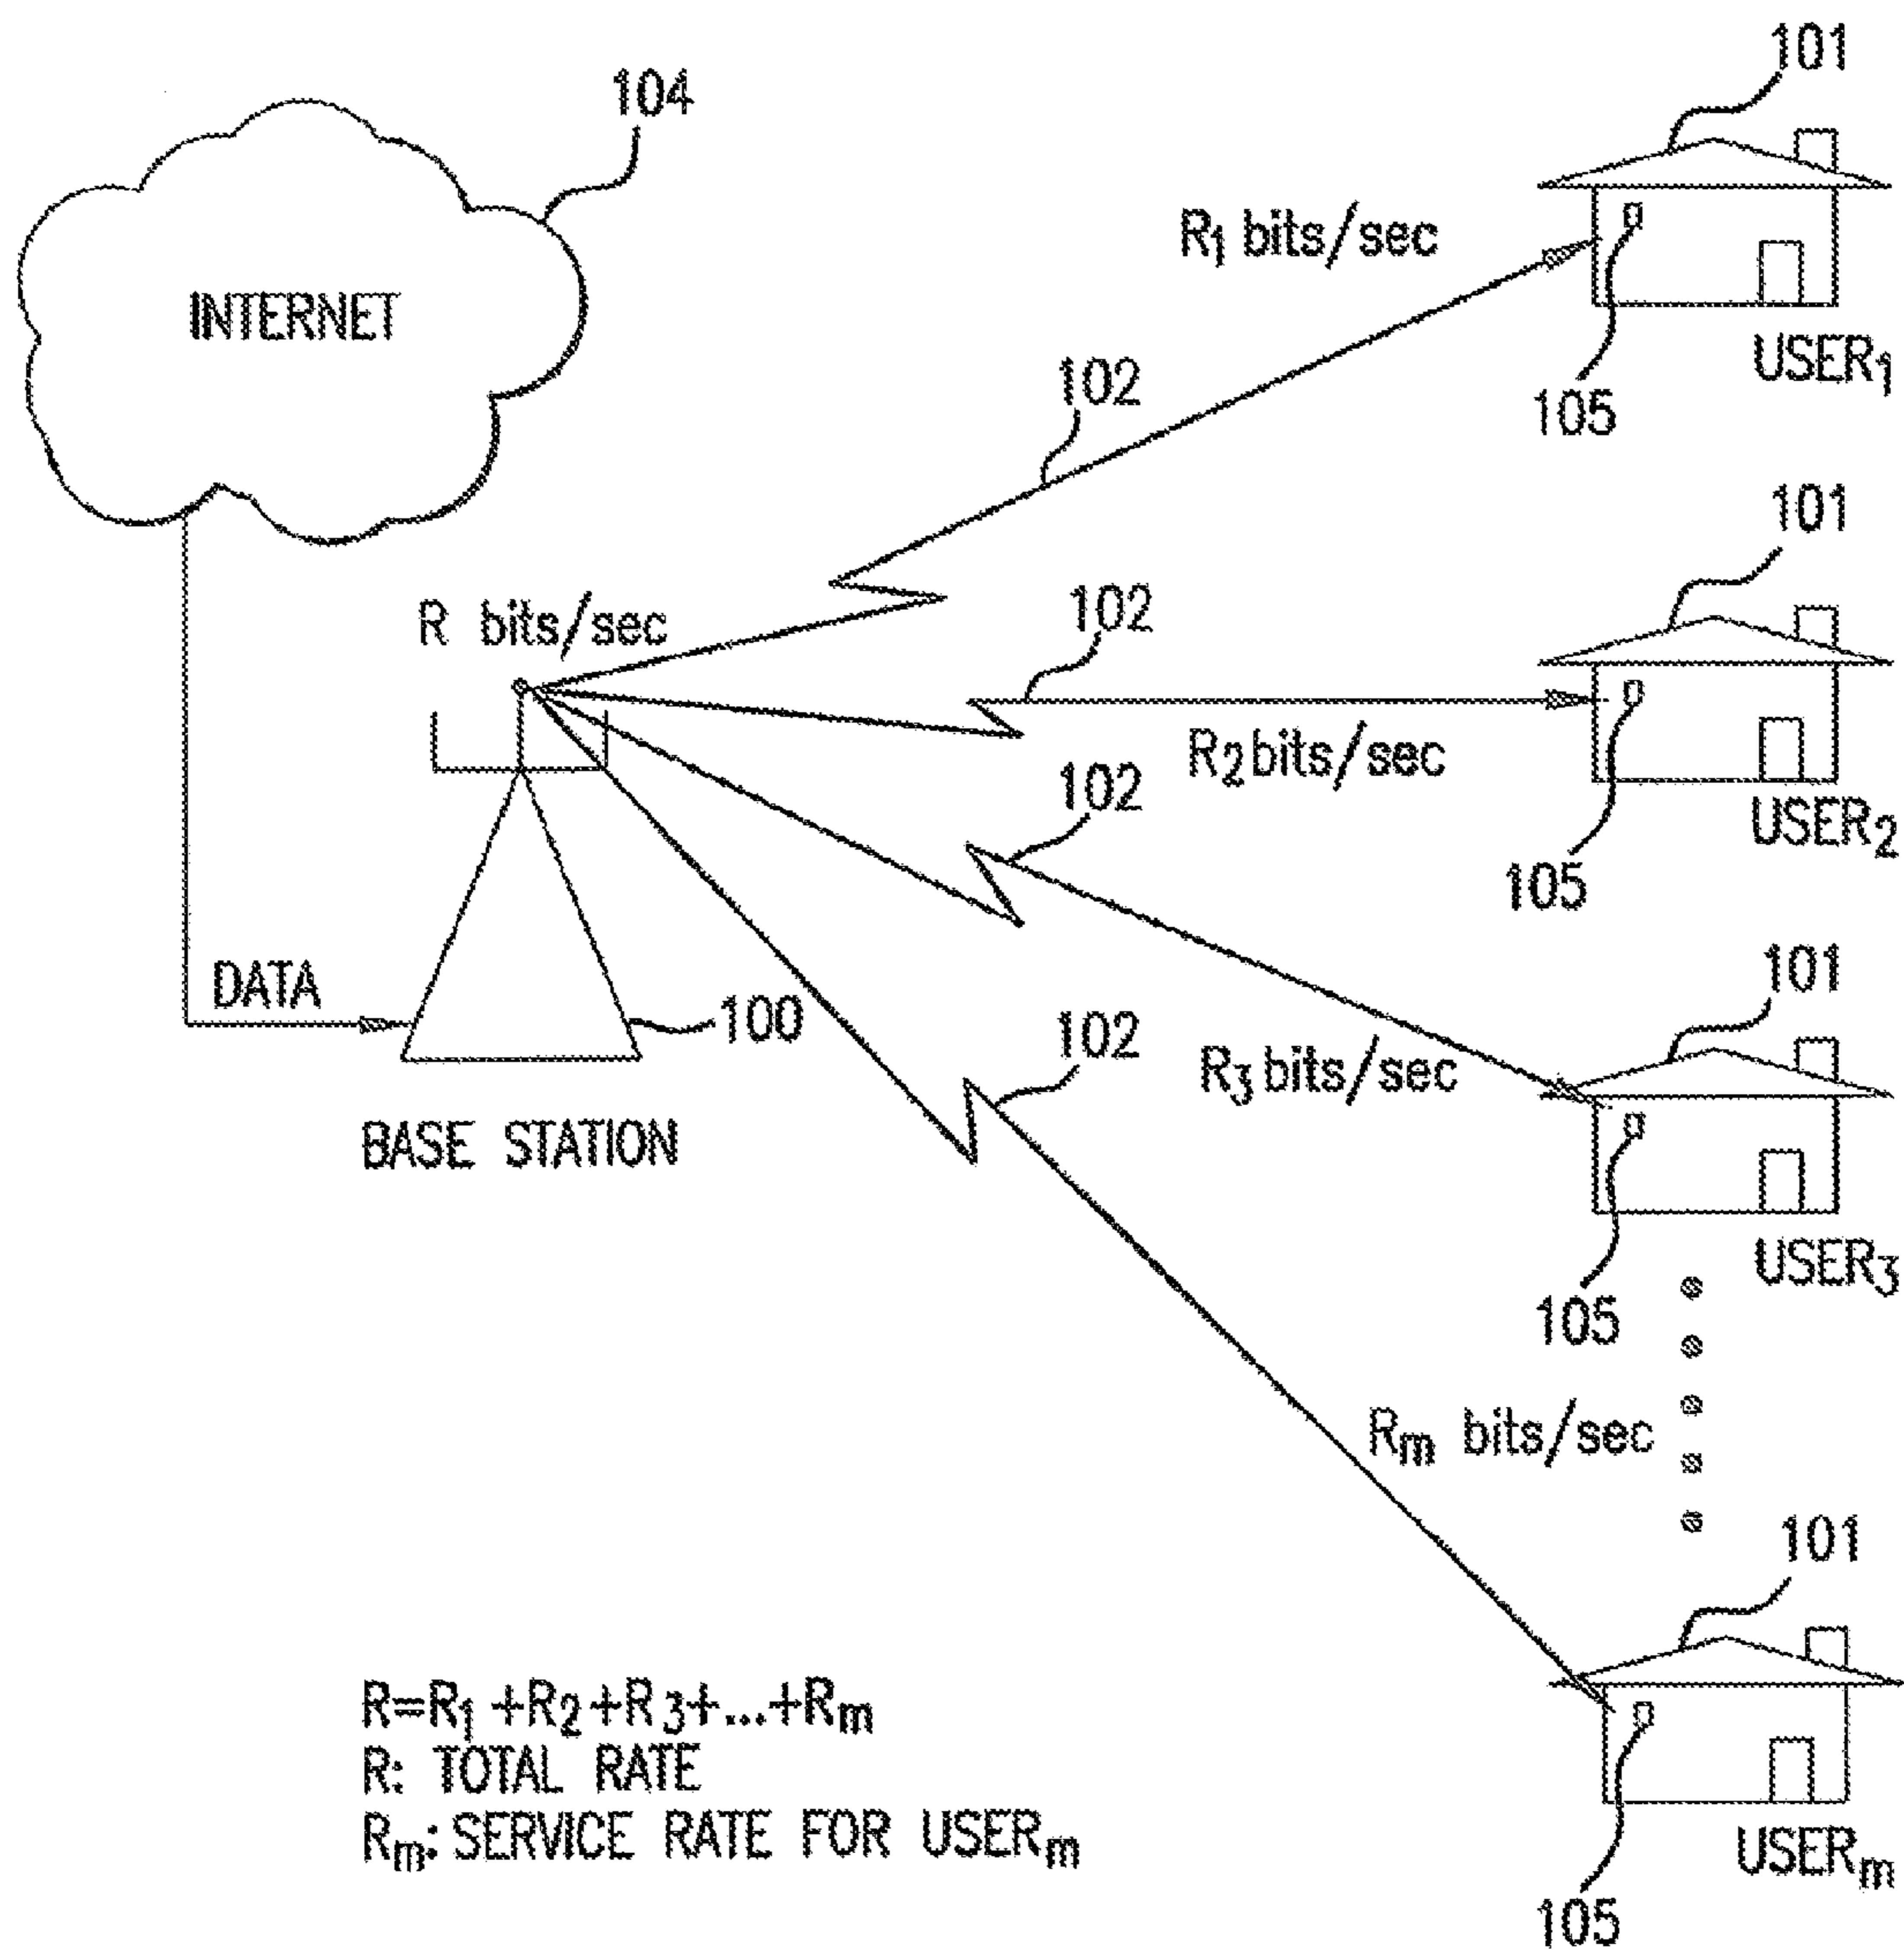 101
104
R₁ bits/sec
INTERNET
USER₁
102
105
101
102
R bits/sec
R₂ bits/sec
102
USER₂
105
101
DATA
100
102
R₃ bits/sec
BASE STATION
USER₃
105
Rₘ bits/sec
101
R=R₁+R₂+R₃+...+Rₘ
R: TOTAL RATE
Rₘ: SERVICE RATE FOR USERₘ
USERₘ
105